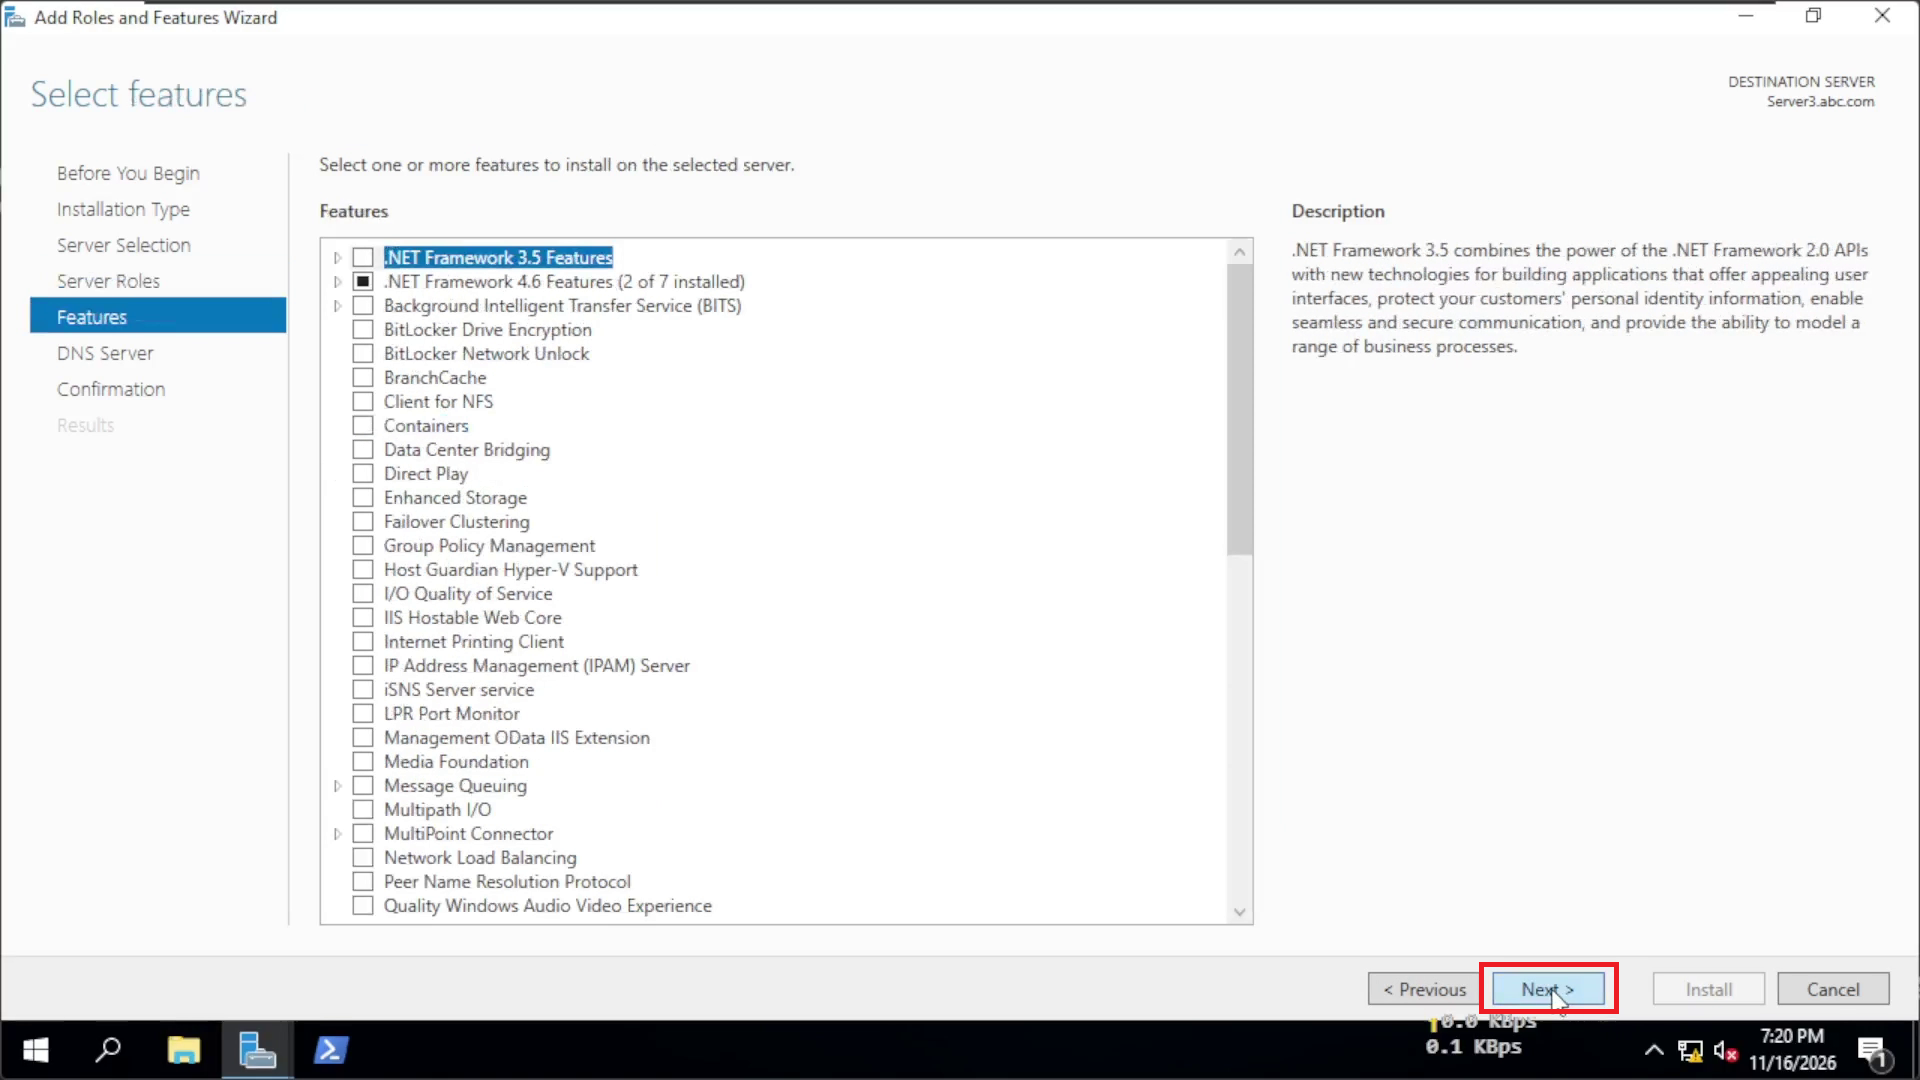 Add Roles and Features Wizard
Select features
DESTINATION SERVER
Server3.abc.com
Before You Begin
Installation Type
Server Selection
Server Roles
Features
DNS Server
Confirmation
Results
Select one or more features to install on the selected server.
Features
.NET Framework 3.5 Features
.NET Framework 4.6 Features (2 of 7 installed)
Background Intelligent Transfer Service (BITS)
BitLocker Drive Encryption
BitLocker Network Unlock
BranchCache
Client for NFS
Containers
Data Center Bridging
Direct Play
Enhanced Storage
Failover Clustering
Group Policy Management
Host Guardian Hyper-V Support
I/O Quality of Service
IIS Hostable Web Core
Internet Printing Client
IP Address Management (IPAM) Server
iSNS Server service
LPR Port Monitor
Management OData IIS Extension
Media Foundation
Message Queuing
Multipath I/O
MultiPoint Connector
Network Load Balancing
Peer Name Resolution Protocol
Quality Windows Audio Video Experience
Description
.NET Framework 3.5 combines the power of the .NET Framework 2.0 APIs
with new technologies for building applications that offer appealing user
interfaces, protect your customers' personal identity information, enable
seamless and secure communication, and provide the ability to model a
range of business processes.
< Previous
Next >
Install
Cancel
0.0 KBps
0.1 KBps
7:20 PM
11/16/2026
1